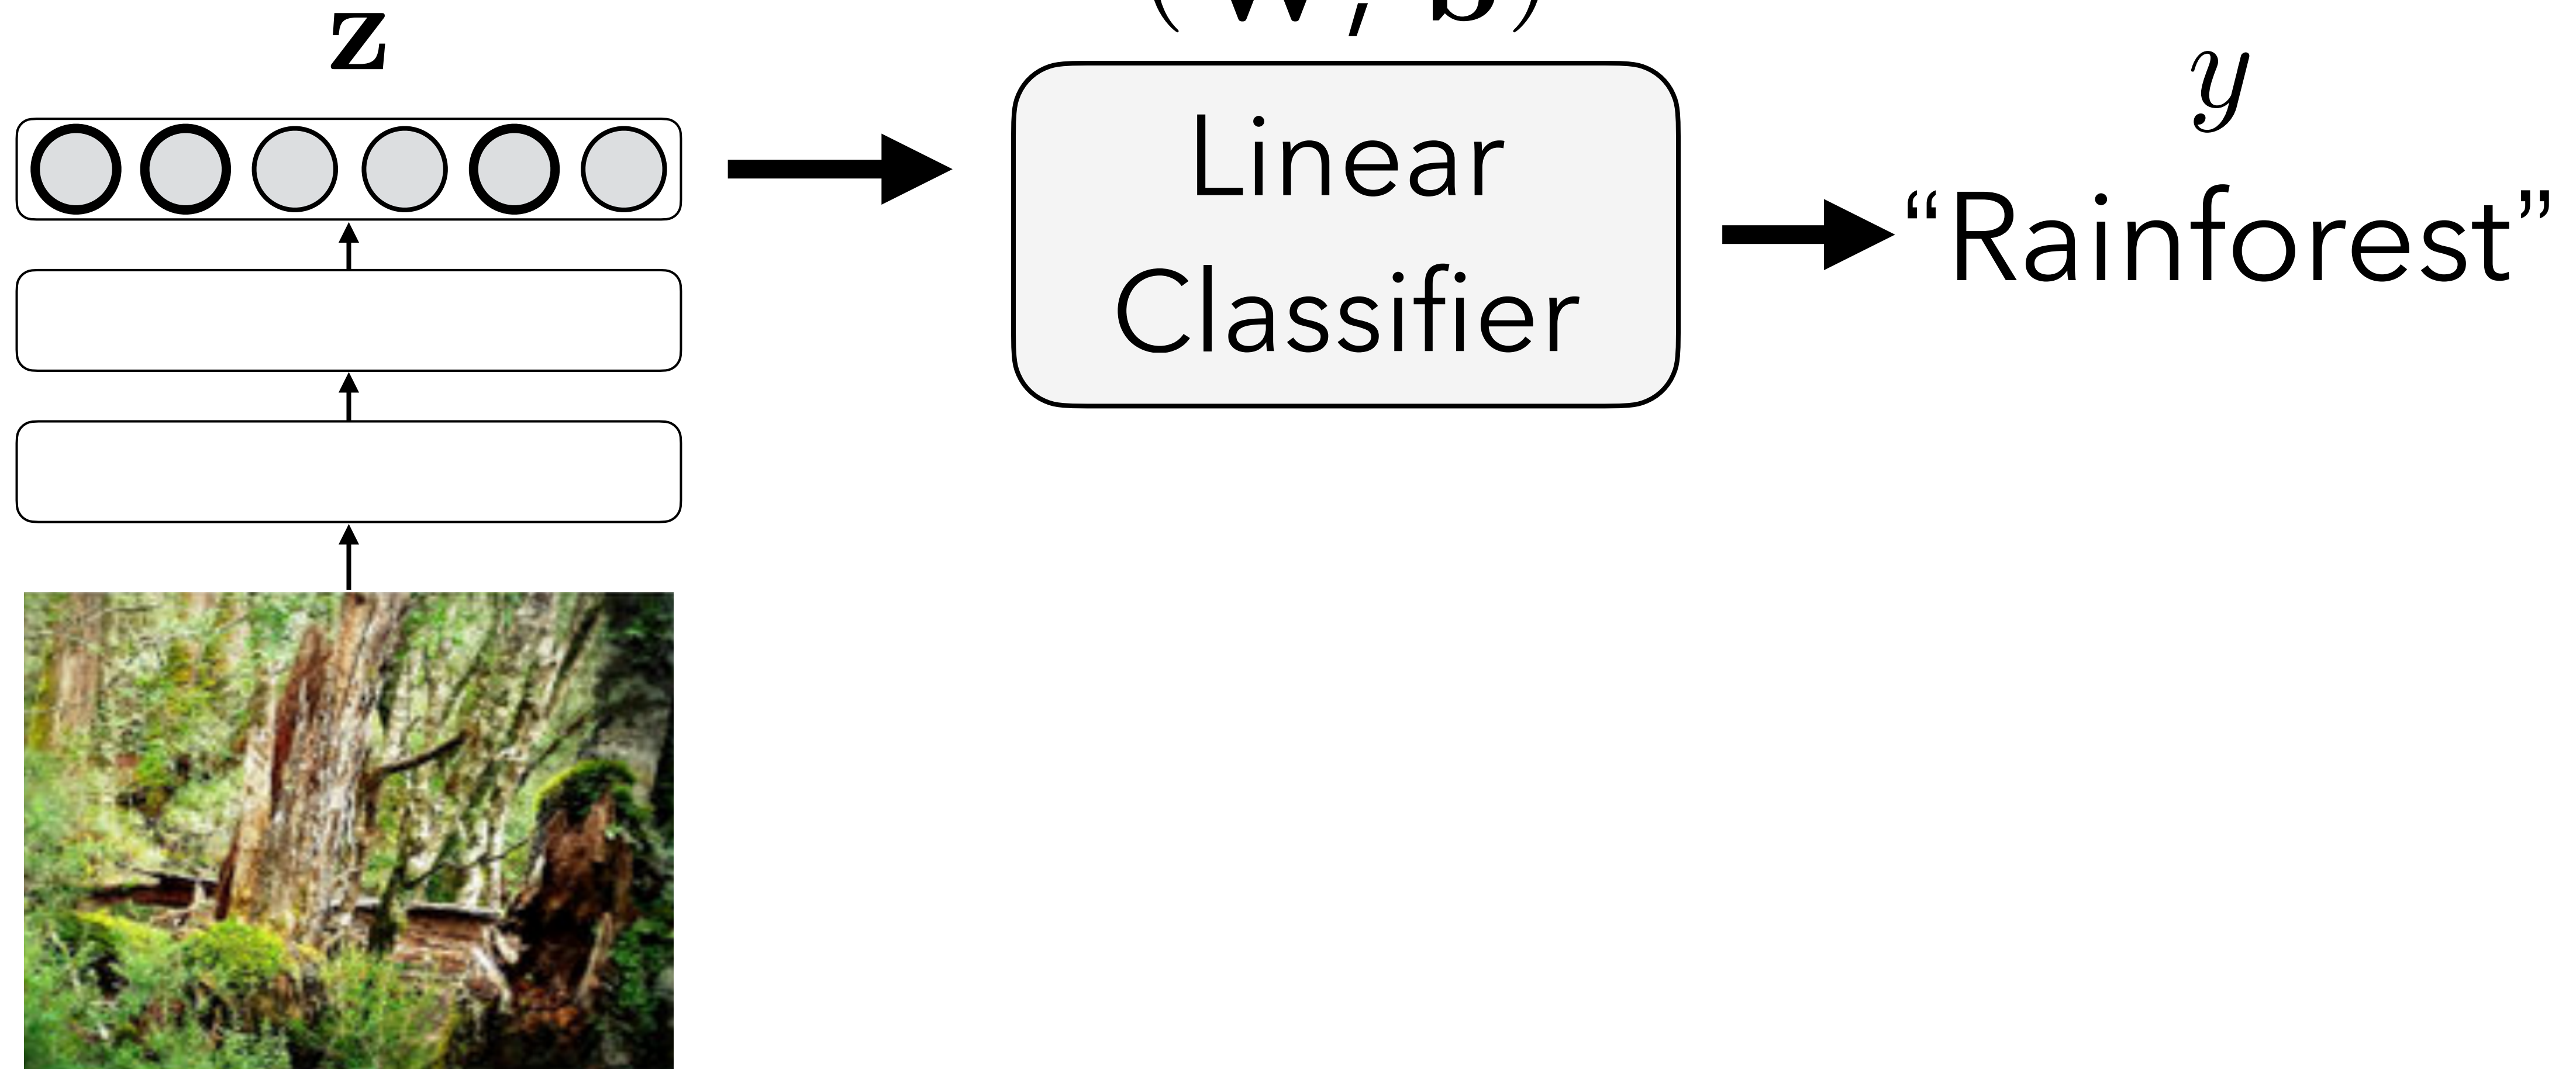 z
(W, b)
Linear
Classifier
y
“Rainforest”